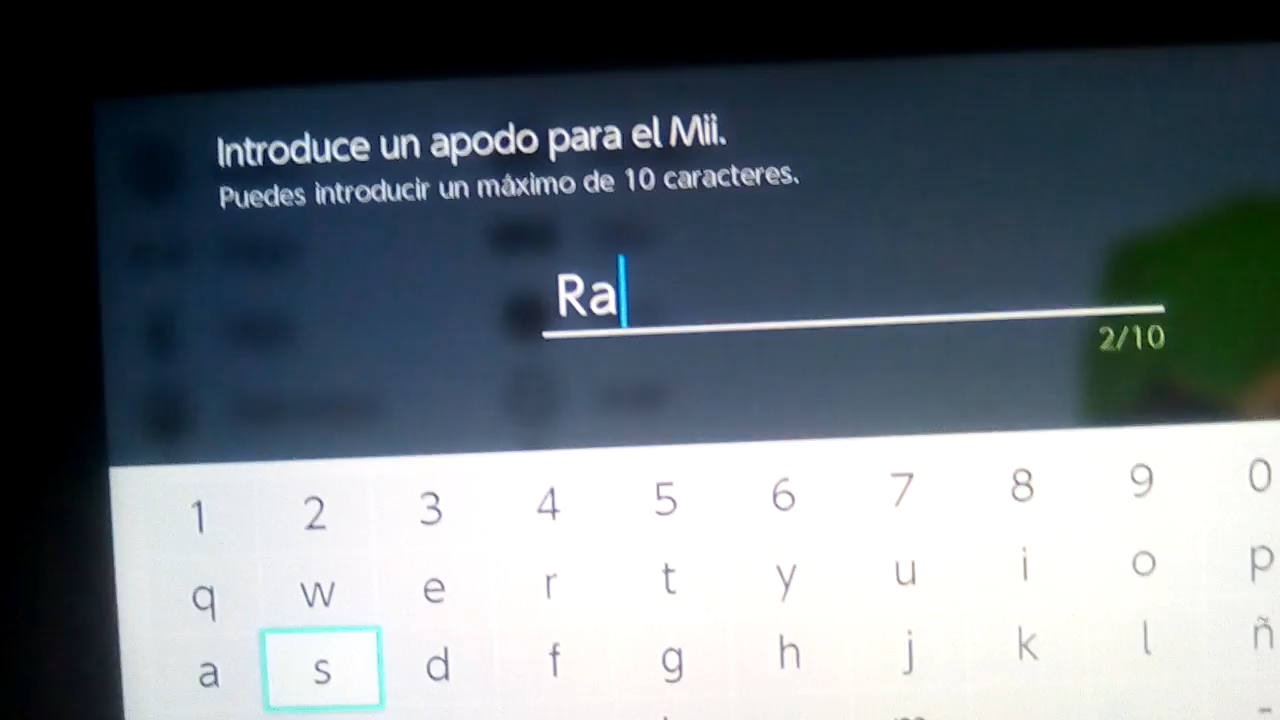 Introduce un apodo para el Mii.
Puedes introducir un máximo de 10 caracteres.
Ra
2/10
1 2 3 4 5 6 7 8 9 0
q w e r t y u i o p
a s d f g h j k l ñ